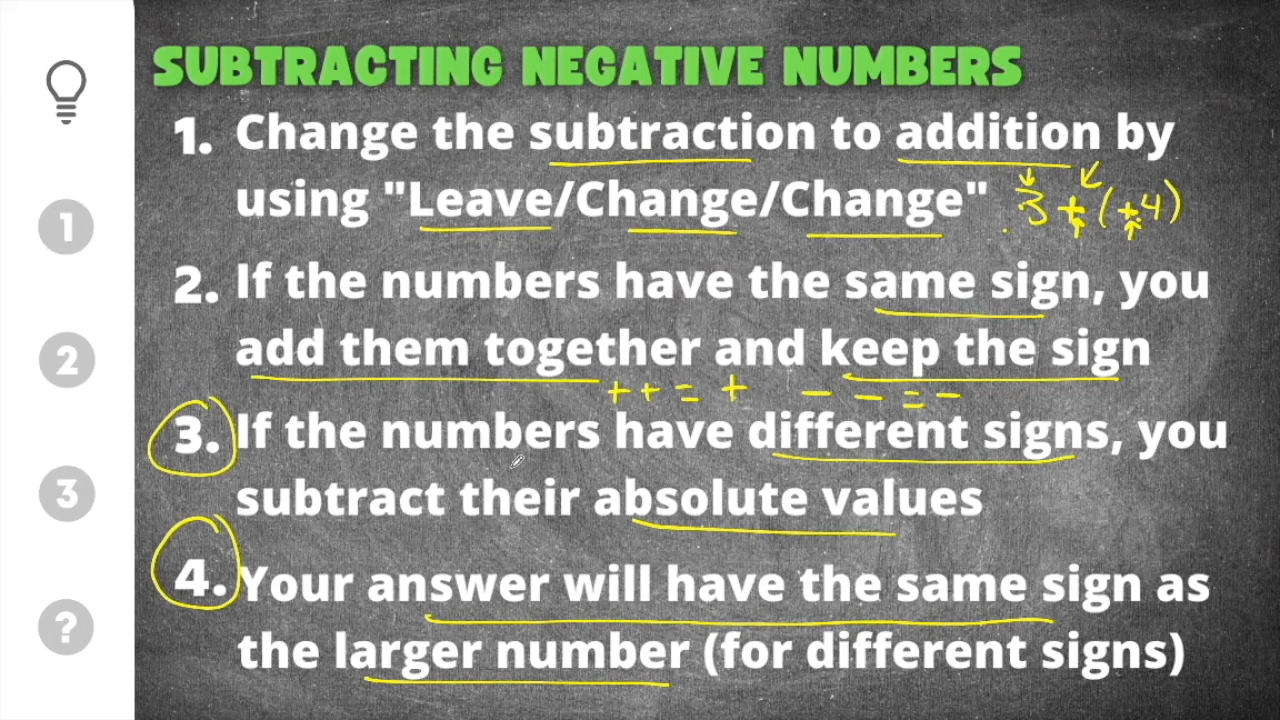 SUBTRACTING NEGATIVE NUMBERS
1. Change the subtraction to addition by
using "Leave/Change/Change" 3 + (+4)
2. If the numbers have the same sign, you
add them together and keep the sign
+ + = + − − = −
3. If the numbers have different signs, you
subtract their absolute values
4. Your answer will have the same sign as
the larger number (for different signs)
1
2
3
?